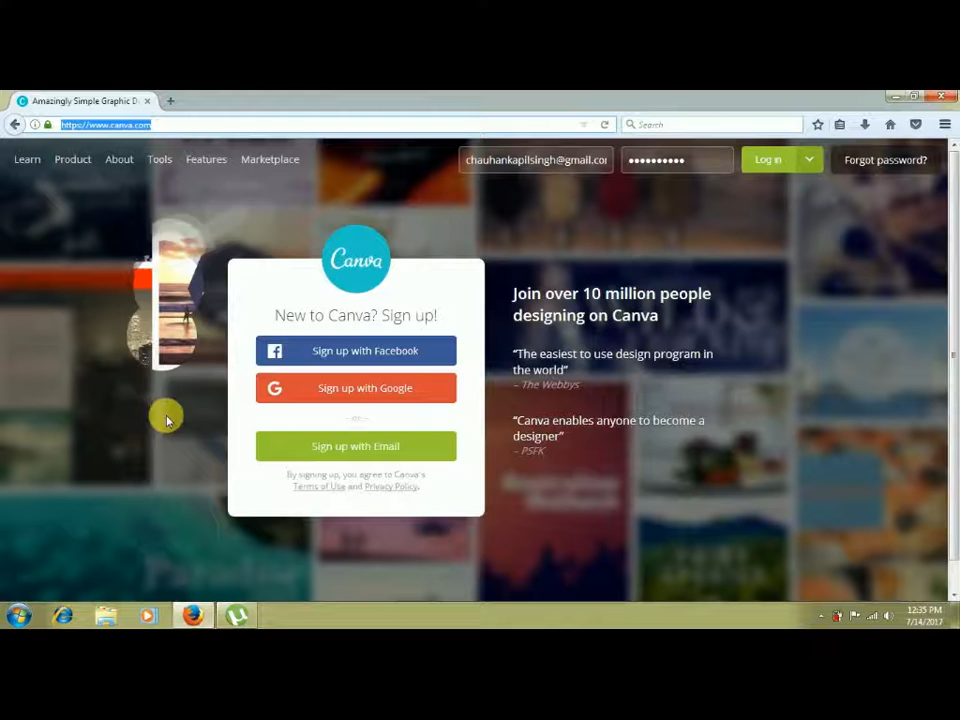 Amazingly Simple Graphic D
https://www.canva.com
Search
Learn Product About Tools Features Marketplace
chauhankapilsingh@gmail.co
Log in
Forgot password?
Canva
New to Canva? Sign up!
Sign up with Facebook
Sign up with Google
Sign up with Email
By signing up, you agree to Canva's
Terms of Use and Privacy Policy.
Join over 10 million people
designing on Canva
“The easiest to use design program in
the world”
– The Webbys
“Canva enables anyone to become a
designer”
– PSFK
12:35 PM
7/14/2017